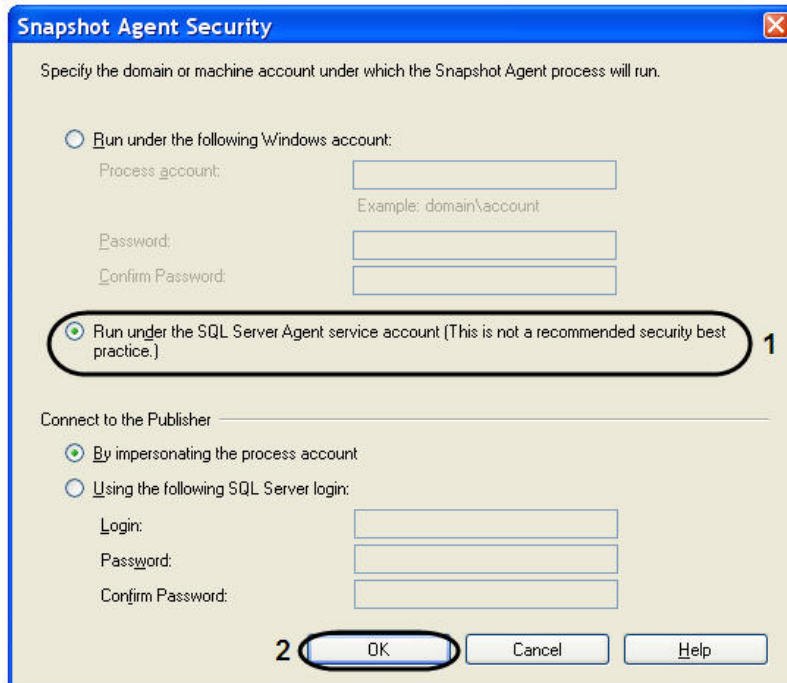 Snapshot Agent Security
Specify the domain or machine account under which the Snapshot Agent process will run.
Run under the following Windows account:
Process account:
Example: domain\account
Password:
Confirm Password:
Run under the SQL Server Agent service account (This is not a recommended security best
practice.)
1
Connect to the Publisher
By impersonating the process account
Using the following SQL Server login:
Login:
Password:
Confirm Password:
2 OK Cancel Help